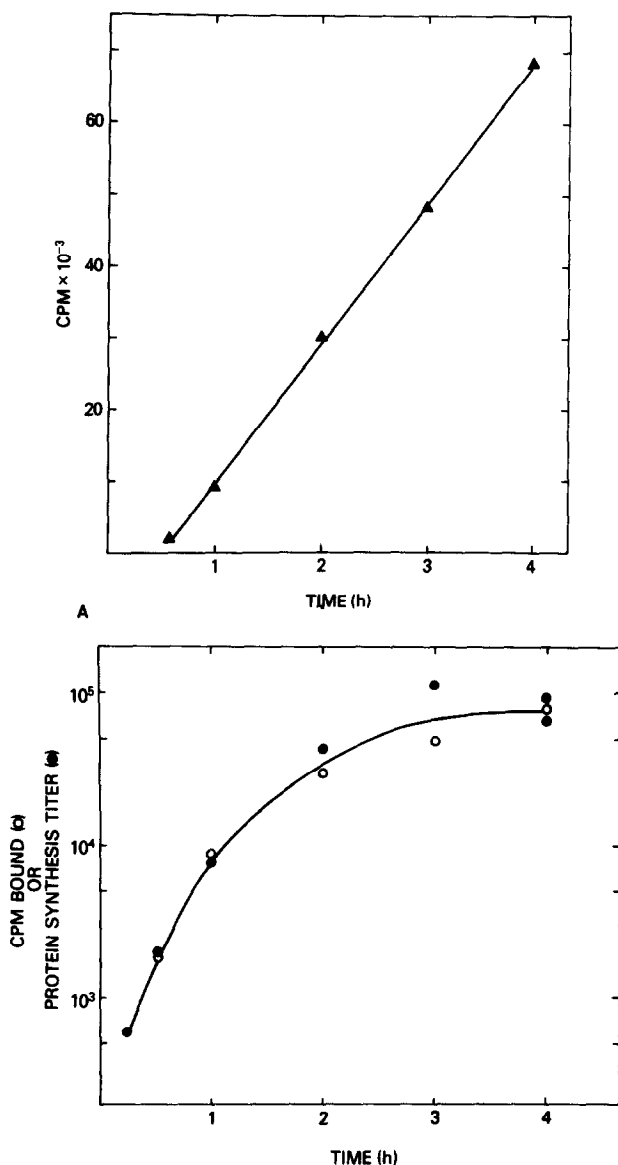 60
40
20
CPM × 10⁻³
1 2 3 4
TIME (h)
A
10⁵
10⁴
10³
CPM BOUND (○)
OR
PROTEIN SYNTHESIS TITER (●)
1 2 3 4
TIME (h)